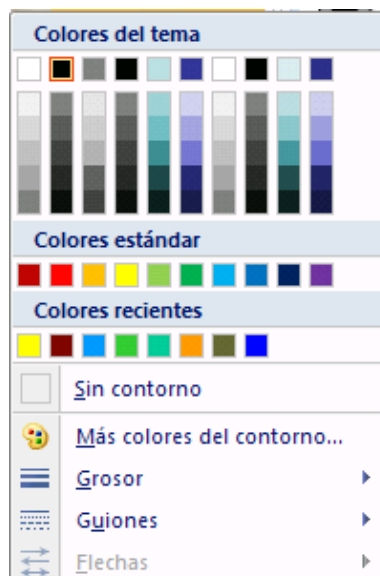 Colores del tema
Colores estándar
Colores recientes
Sin contorno
Más colores del contorno...
Grosor
Guiones
Flechas